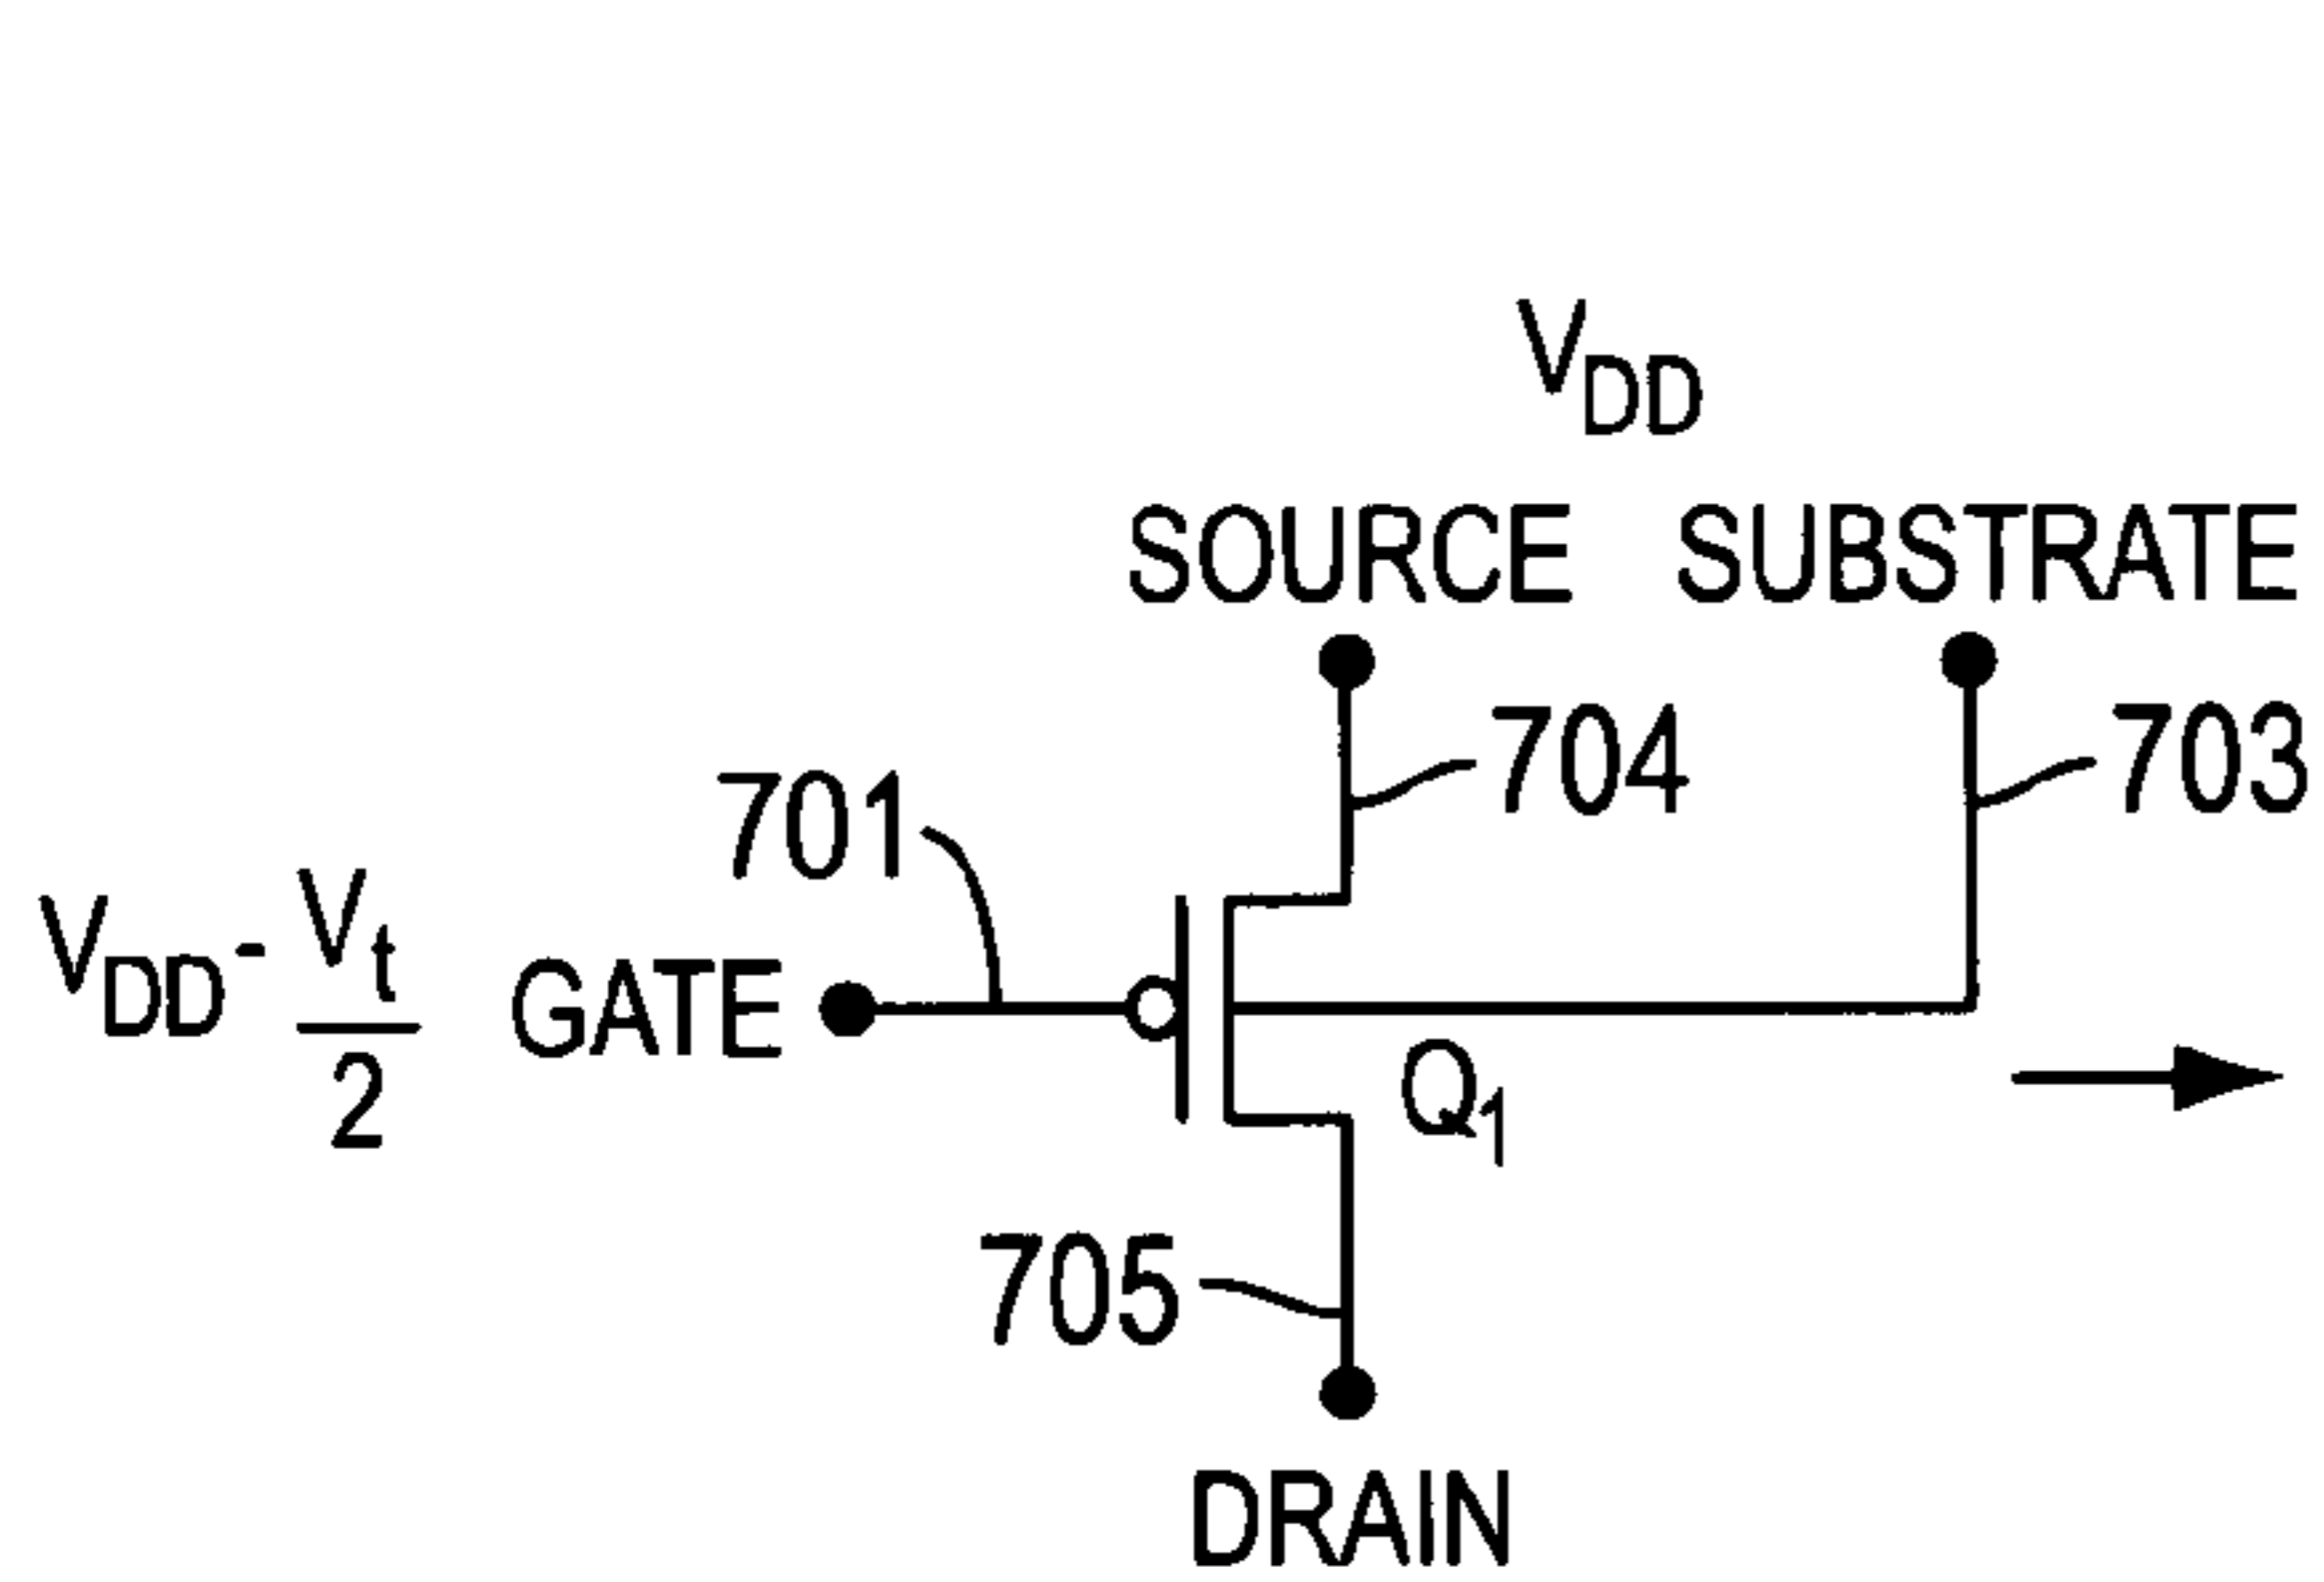 VDD
SOURCE SUBSTRATE
704 703
701
VDD - Vt/2 GATE
Q1
705
DRAIN